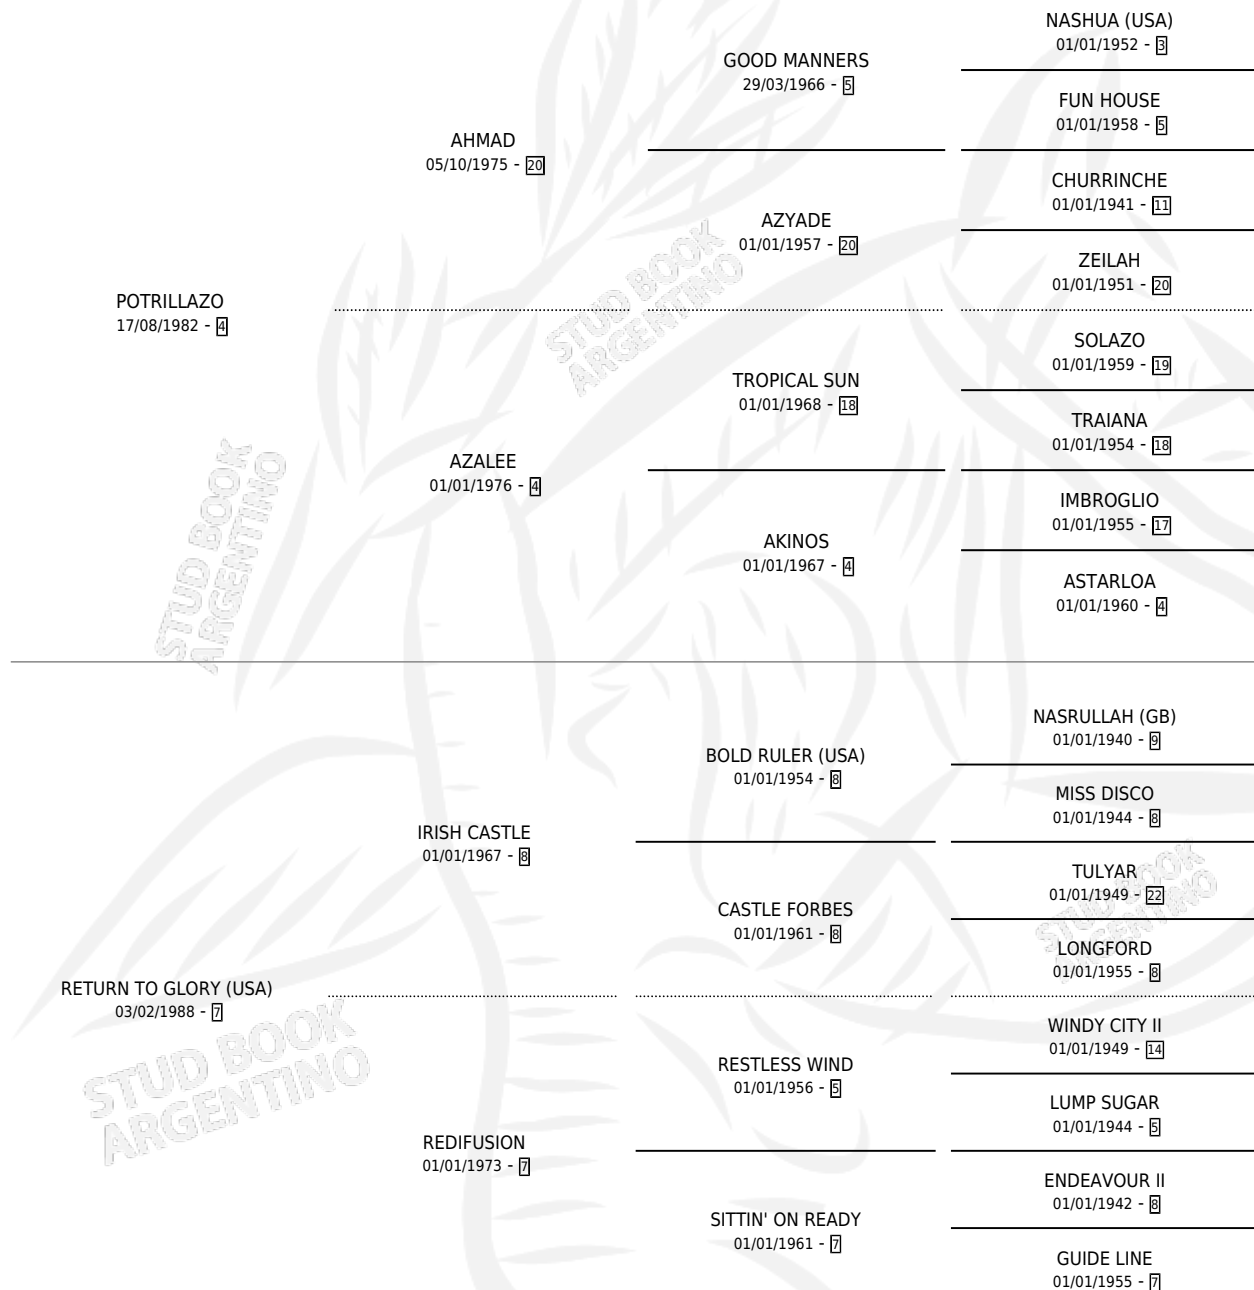 NASHUA (USA)
01/01/1952 - 3
GOOD MANNERS
29/03/1966 - 5
FUN HOUSE
01/01/1958 - 5
AHMAD
05/10/1975 - 20
CHURRINCHE
01/01/1941 - 11
AZYADE
01/01/1957 - 20
ZEILAH
01/01/1951 - 20
POTRILLAZO
17/08/1982 - 4
SOLAZO
01/01/1959 - 19
TROPICAL SUN
01/01/1968 - 18
TRAIANA
01/01/1954 - 18
AZALEE
01/01/1976 - 4
IMBROGLIO
01/01/1955 - 17
AKINOS
01/01/1967 - 4
ASTARLOA
01/01/1960 - 4
STUD BOOK
ARGENTINO
STUD BOOK
ARGENTINO
NASRULLAH (GB)
01/01/1940 - 9
BOLD RULER (USA)
01/01/1954 - 8
MISS DISCO
01/01/1944 - 8
IRISH CASTLE
01/01/1967 - 8
TULYAR
01/01/1949 - 22
CASTLE FORBES
01/01/1961 - 8
LONGFORD
01/01/1955 - 8
STUD BOOK
ARGENTINO
RETURN TO GLORY (USA)
03/02/1988 - 7
WINDY CITY II
01/01/1949 - 14
RESTLESS WIND
01/01/1956 - 5
LUMP SUGAR
01/01/1944 - 5
STUD BOOK
ARGENTINO
REDIFUSION
01/01/1973 - 7
ENDEAVOUR II
01/01/1942 - 8
SITTIN' ON READY
01/01/1961 - 7
GUIDE LINE
01/01/1955 - 7